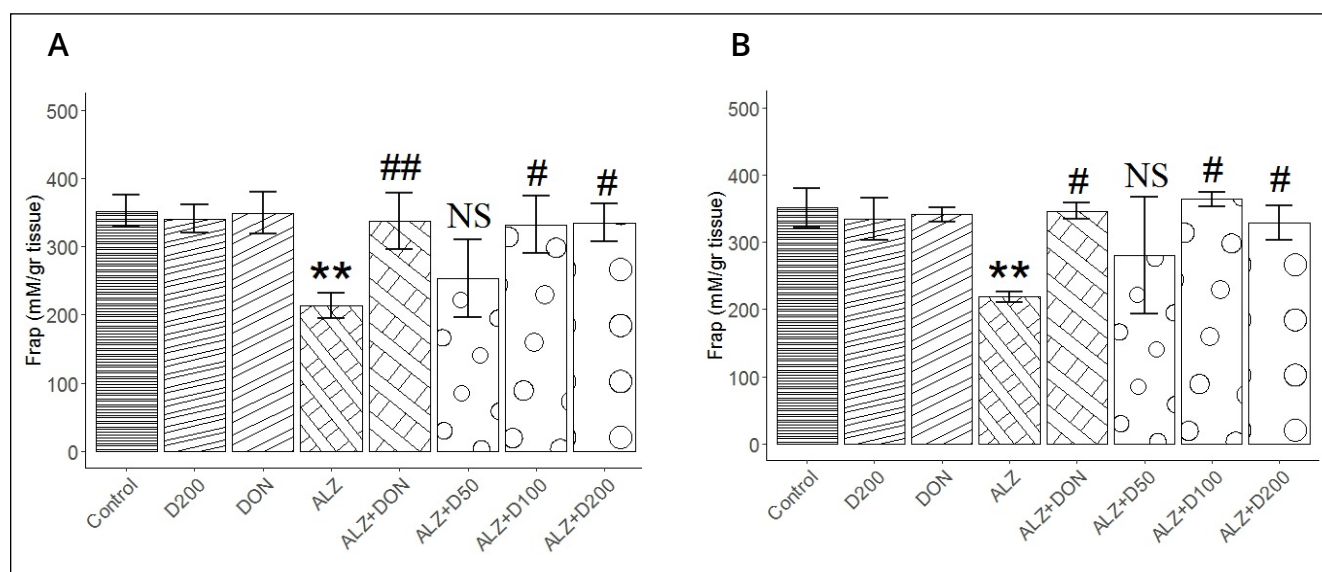 A
Frap (mM/gr tissue)
500
400
300
200
100
0
**
##
NS
#
#
Control
D200
DON
ALZ
ALZ+DON
ALZ+D50
ALZ+D100
ALZ+D200
B
Frap (mM/gr tissue)
500
400
300
200
100
0
**
#
NS
#
#
Control
D200
DON
ALZ
ALZ+DON
ALZ+D50
ALZ+D100
ALZ+D200